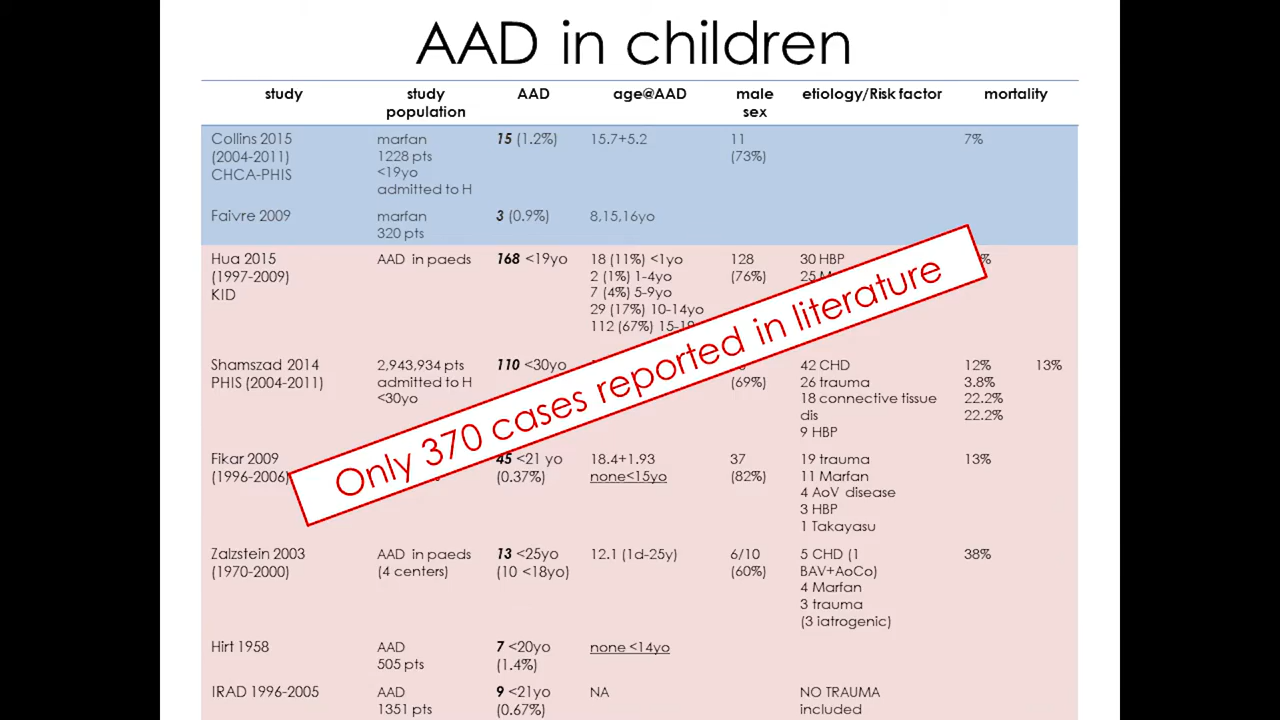 AAD in children
study study population AAD age@AAD male sex etiology/Risk factor mortality
Collins 2015 marfan 15 (1.2%) 15.7+5.2 11 7%
(2004-2011) 1228 pts (73%)
CHCA-PHIS <19yo
admitted to H
Faivre 2009 marfan 3 (0.9%) 8,15,16yo
320 pts
Hua 2015 AAD in paeds 168 <19yo 18 (11%) <1yo 128 30 HBP
(1997-2009) 2 (1%) 1-4yo (76%) 25
KID 7 (4%) 5-9yo
29 (17%) 10-14yo
112 (67%)
Only 370 cases reported in literature
Shamszad 2014 2,943,934 pts 110 <30yo 42 CHD 12% 13%
PHIS (2004-2011) admitted to H (69%) 26 trauma 3.8%
<30yo 18 connective tissue 22.2%
dis 22.2%
9 HBP
Fikar 2009 45 <21 yo 18.4+1.93 37 19 trauma 13%
(1996-2006) (0.37%) none<15yo (82%) 11 Marfan
4 AoV disease
3 HBP
1 Takayasu
Zalzstein 2003 AAD in paeds 13 <25yo 12.1 (1d-25y) 6/10 5 CHD (1 38%
(1970-2000) (4 centers) (10 <18yo) (60%) BAV+AoCo)
4 Marfan
3 trauma
(3 iatrogenic)
Hirt 1958 AAD 7 <20yo none <14yo
505 pts (1.4%)
IRAD 1996-2005 AAD 9 <21yo NA NO TRAUMA
1351 pts (0.67%) included